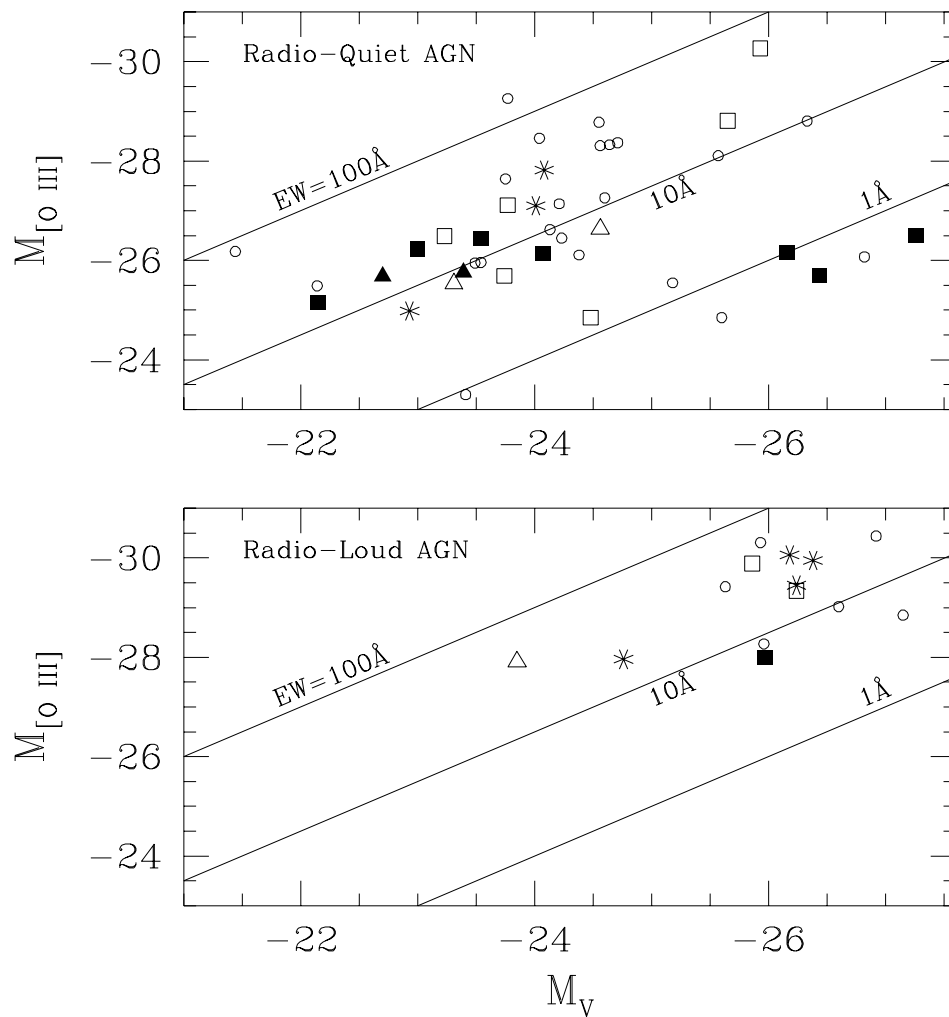 Radio-Quiet AGN
−30
−28
−26
−24
M[O III]
EW=100Å
10Å
1Å
−22 −24 −26
Radio-Loud AGN
−30
−28
−26
−24
M[O III]
EW=100Å
10Å
1Å
−22 −24 −26
MV